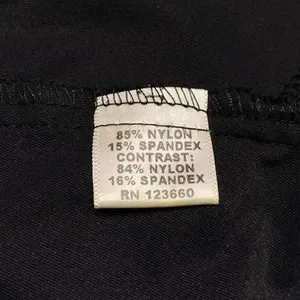 85% NYLON
15% SPANDEX
CONTRAST:
84% NYLON
16% SPANDEX
RN 123660